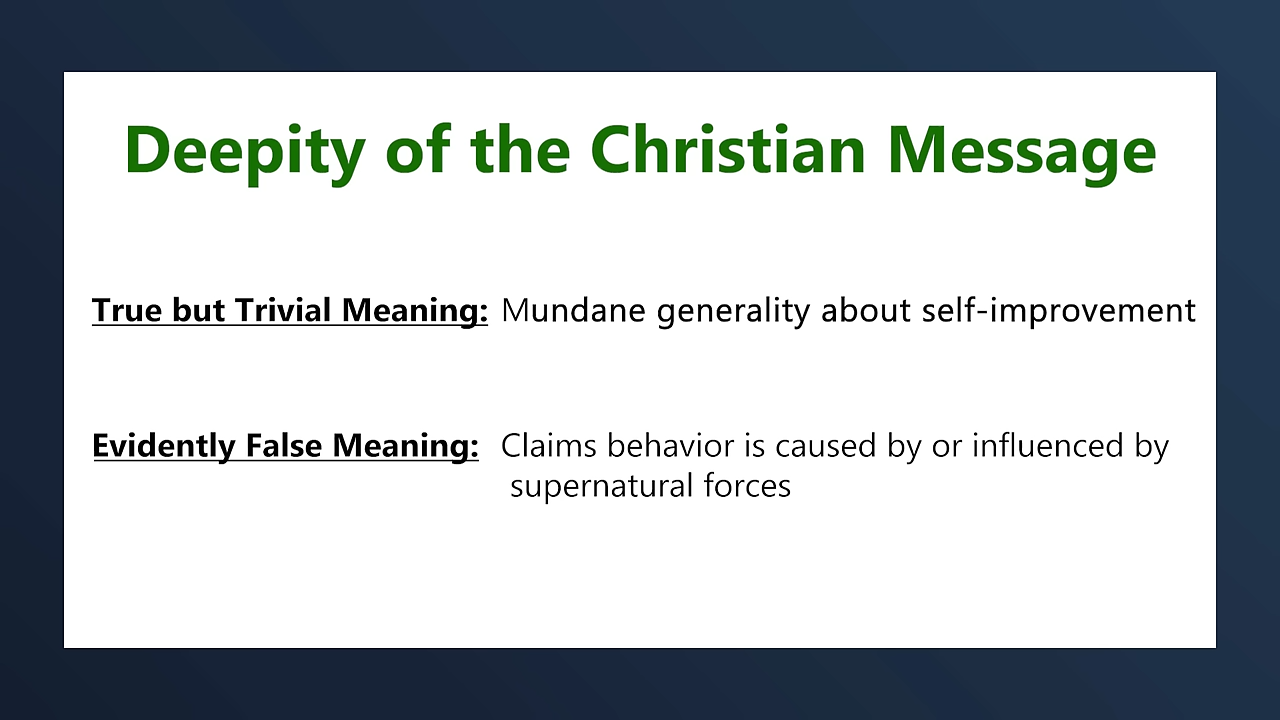 Deepity of the Christian Message
True but Trivial Meaning: Mundane generality about self-improvement
Evidently False Meaning: Claims behavior is caused by or influenced by
supernatural forces